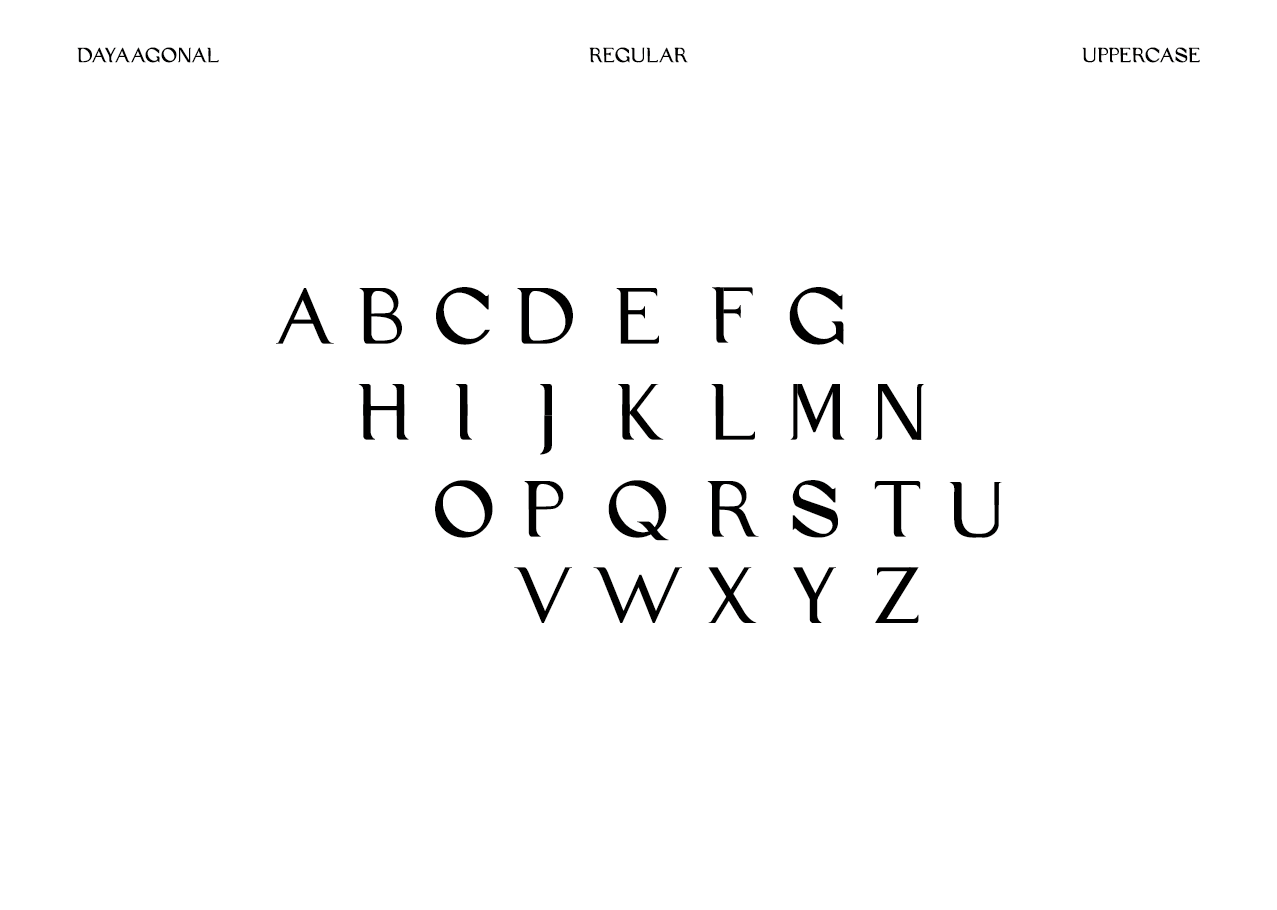 DAYAAGONAL REGULAR UPPERCASE
A B C D E F G
H I J K L M N
O P Q R S T U
V W X Y Z